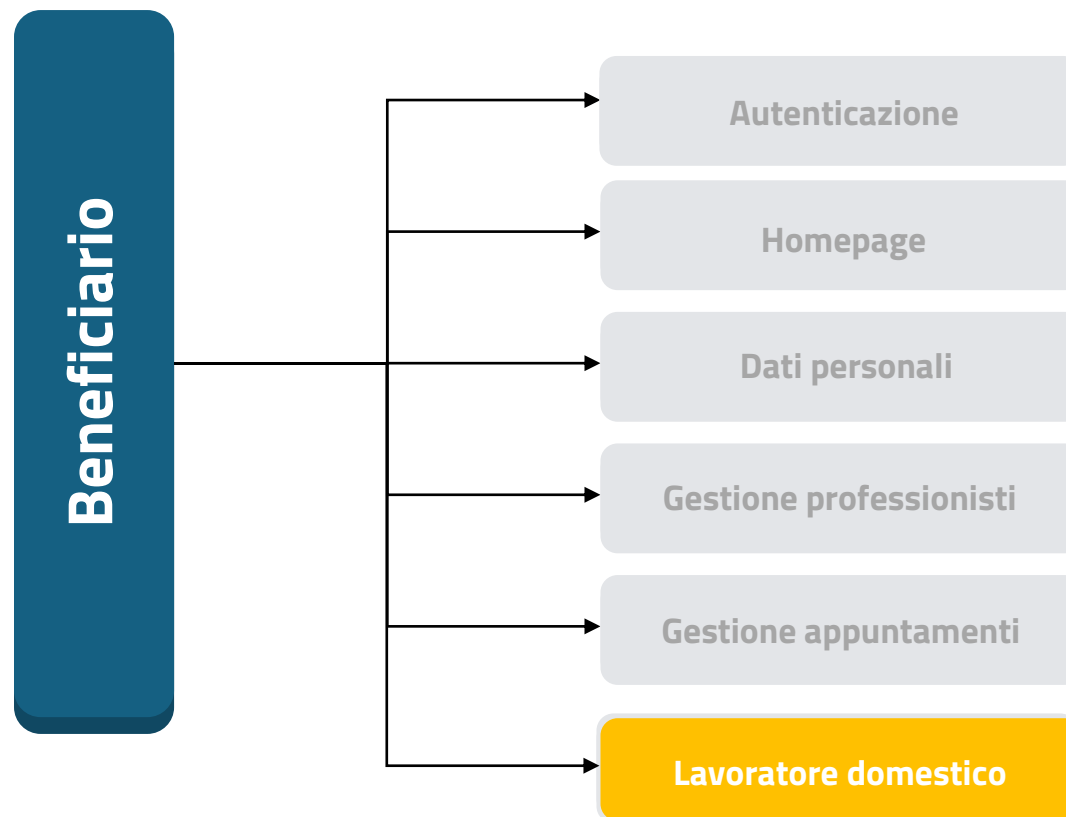 Beneficiario
Autenticazione
Homepage
Dati personali
Gestione professionisti
Gestione appuntamenti
Lavoratore domestico